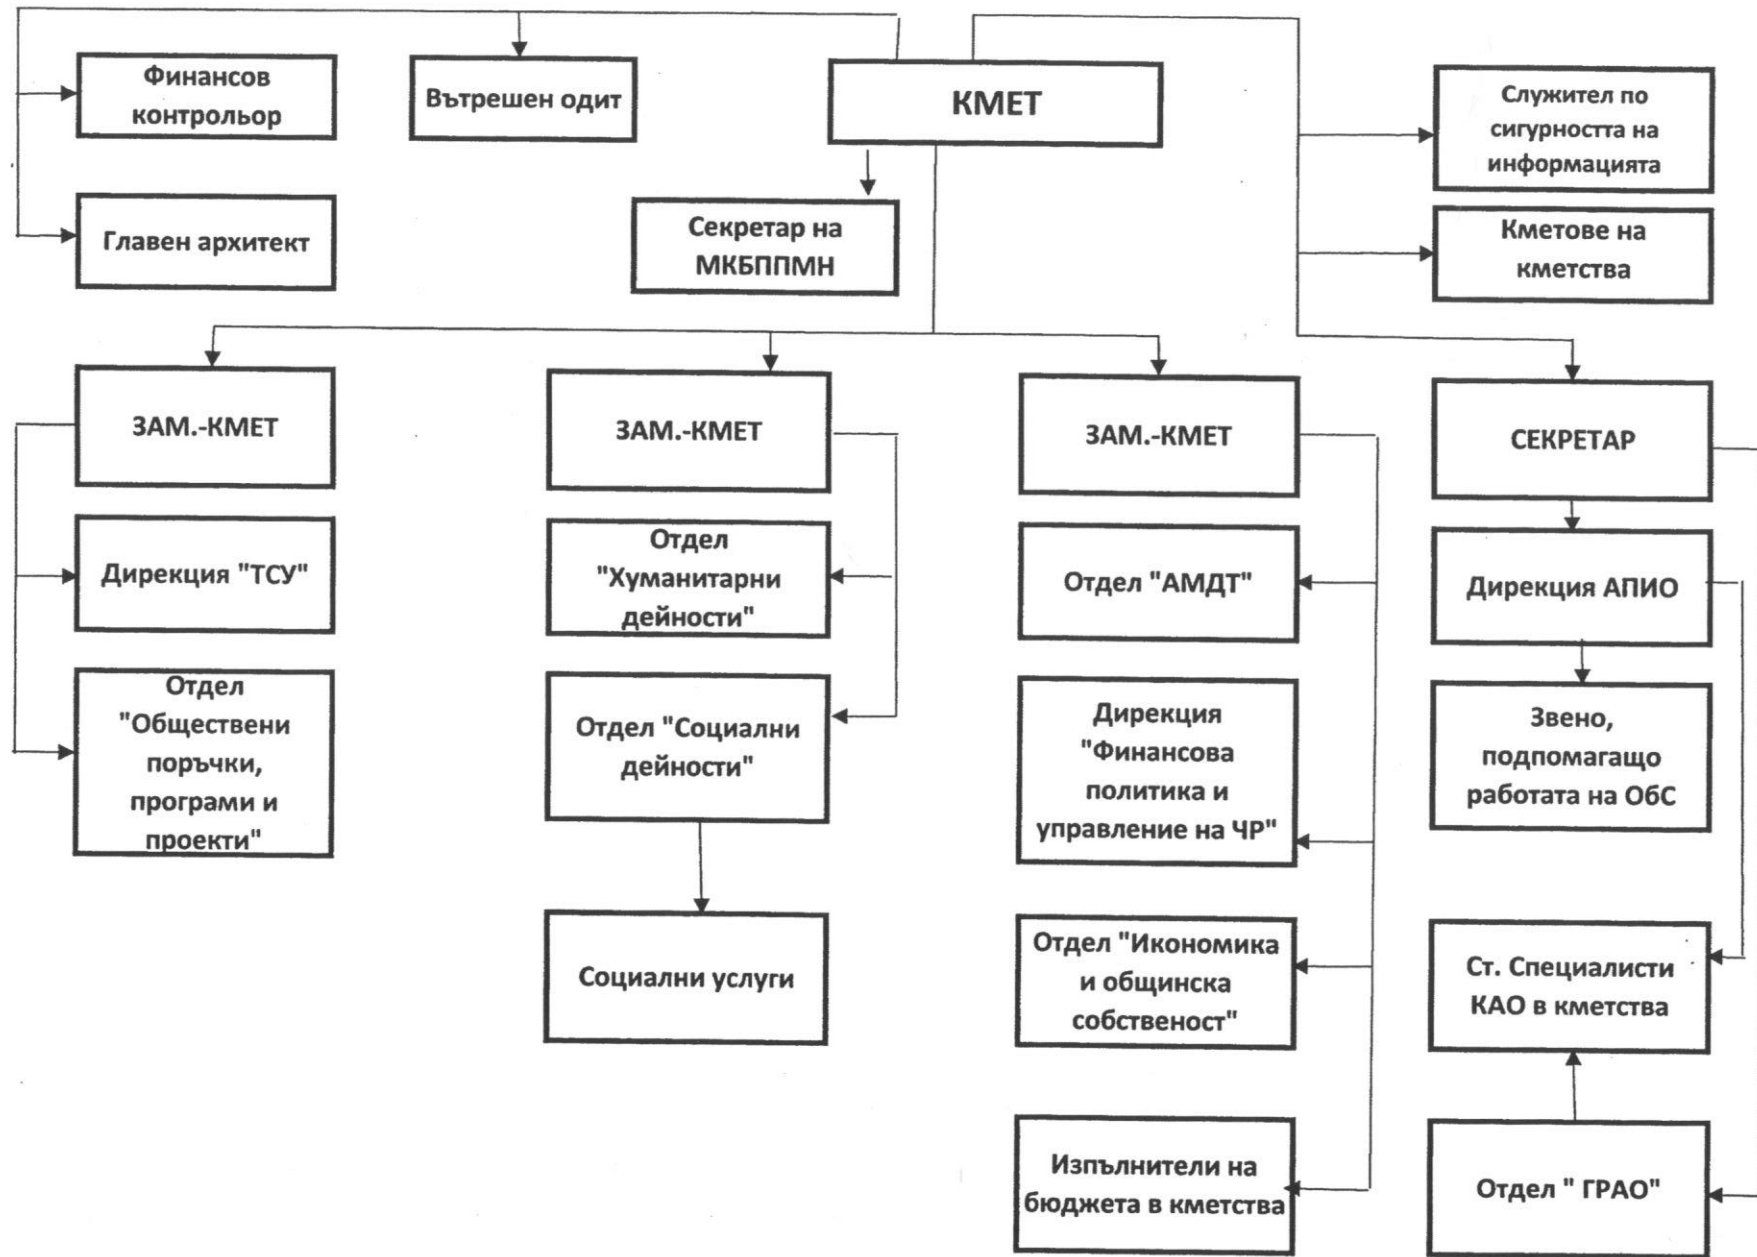 Финансов
контрольор
Вътрешен одит
КМЕТ
Служител по
сигурността на
информацията
Главен архитект
Секретар на
МКБППМН
Кметове на
кметства
ЗАМ.-КМЕТ
ЗАМ.-КМЕТ
ЗАМ.-КМЕТ
СЕКРЕТАР
Дирекция "ТСУ"
Отдел
"Хуманитарни
дейности"
Отдел "АМДТ"
Дирекция АПИО
Отдел
"Обществени
поръчки,
програми и
проекти"
Отдел "Социални
дейности"
Дирекция
"Финансова
политика и
управление на ЧР"
Звено,
подпомагащо
работата на ОбС
Социални услуги
Отдел "Икономика
и общинска
собственост"
Ст. Специалисти
КАО в кметства
Изпълнители на
бюджета в кметства
Отдел " ГРАО"